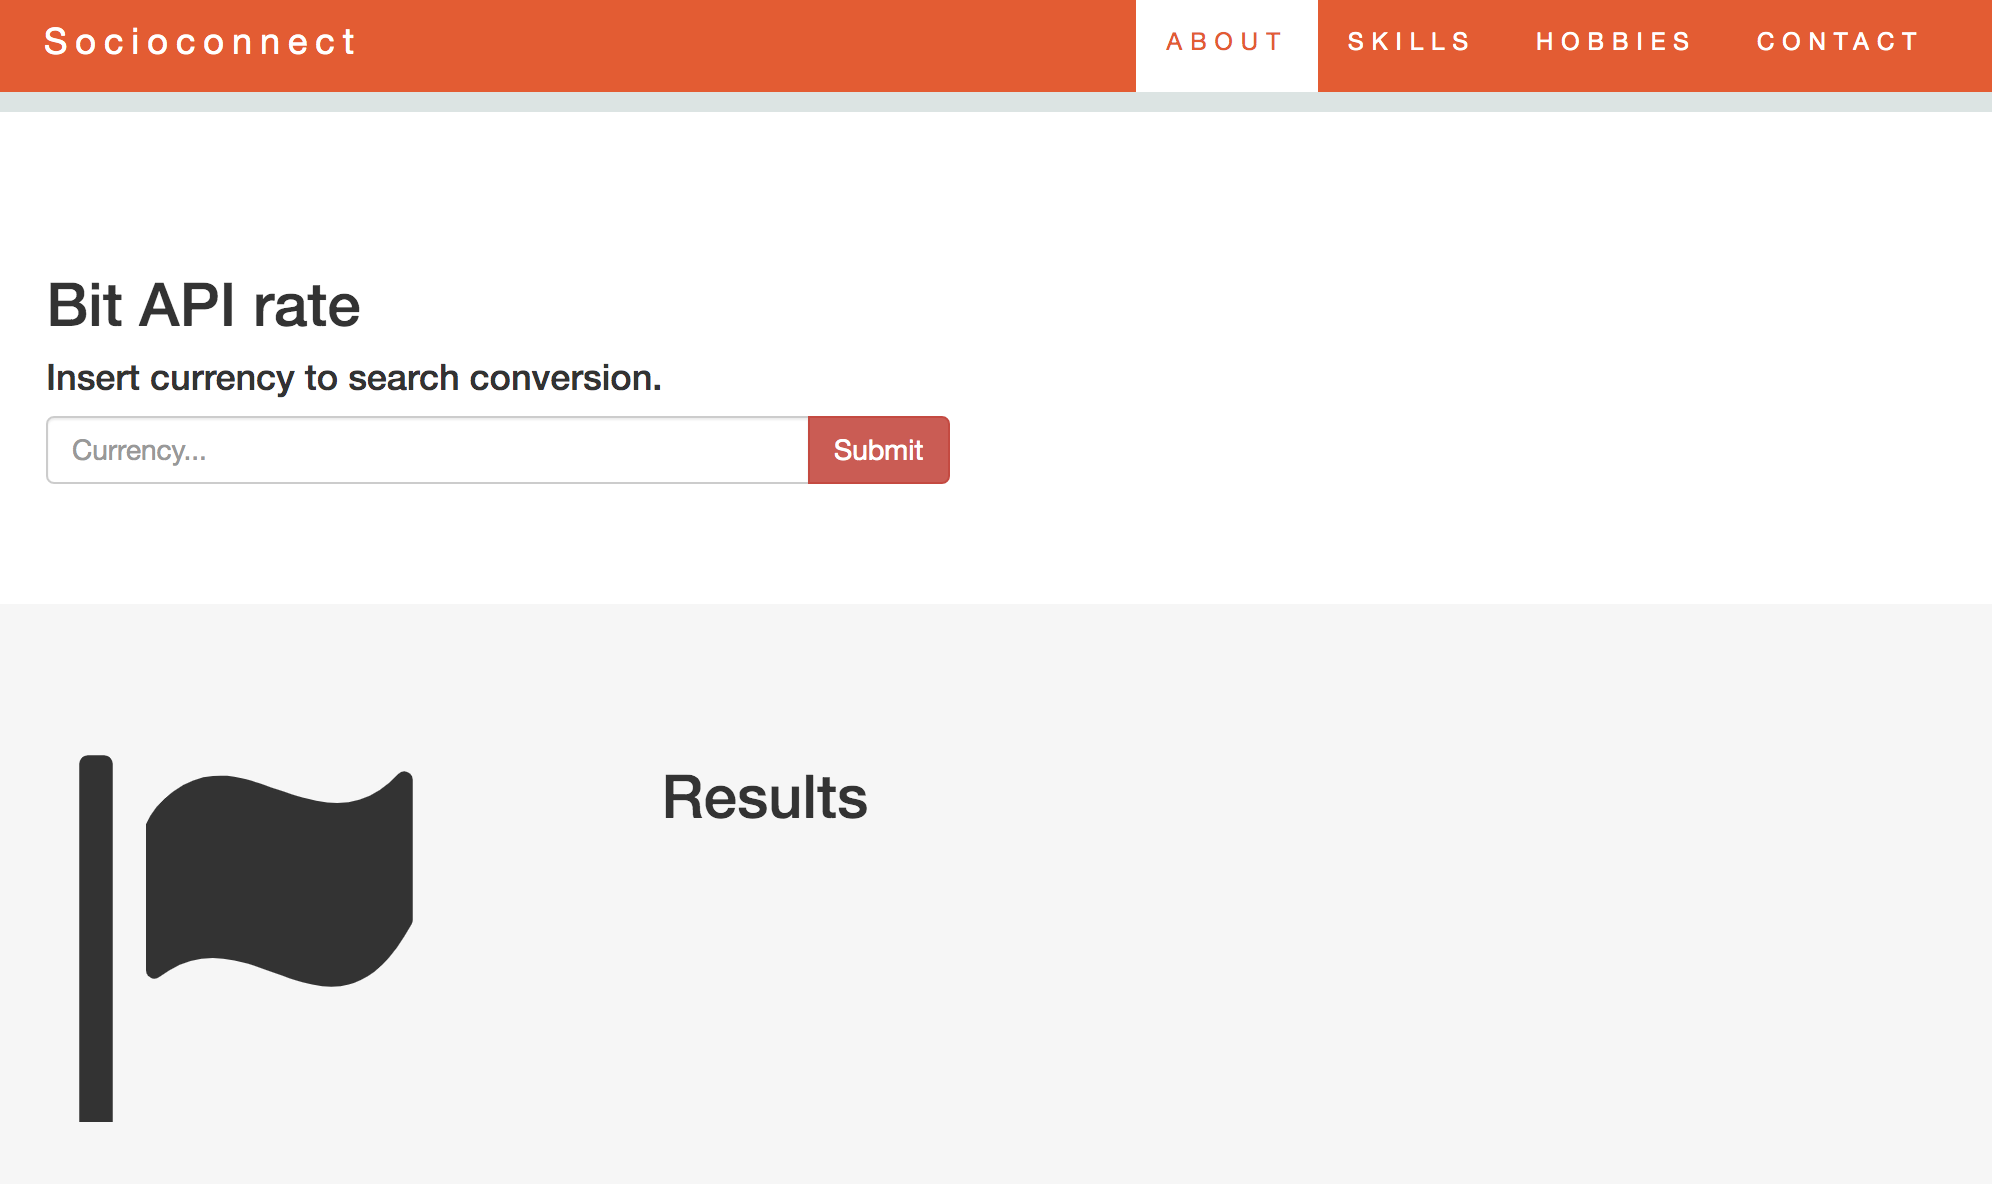 Socioconnect ABOUT SKILLS HOBBIES CONTACT
Bit API rate
Insert currency to search conversion.
Currency... Submit
Results